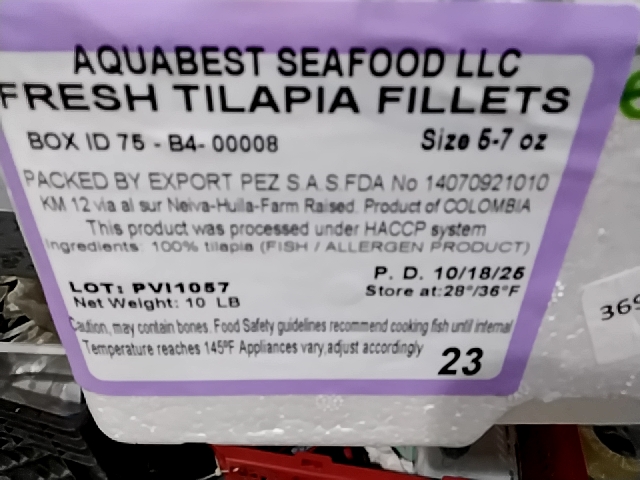 AQUABEST SEAFOOD LLC
FRESH TILAPIA FILLETS
BOX ID 75 - B4- 00008
Size 5-7 oz
PACKED BY EXPORT PEZ S.A.S.FDA No 14070921010
KM 12 via al sur Neiva-Huila-Farm Raised. Product of COLOMBIA
This product was processed under HACCP system
Ingredients: 100% tilapia (FISH / ALLERGEN PRODUCT)
LOT: PVI1057
P. D. 10/18/25
Net Weight: 10 LB
Store at:28°/36°F
Caution, may contain bones. Food Safety guidelines recommend cooking fish until internal
Temperature reaches 145ºF Appliances vary,adjust accordingly
23
369